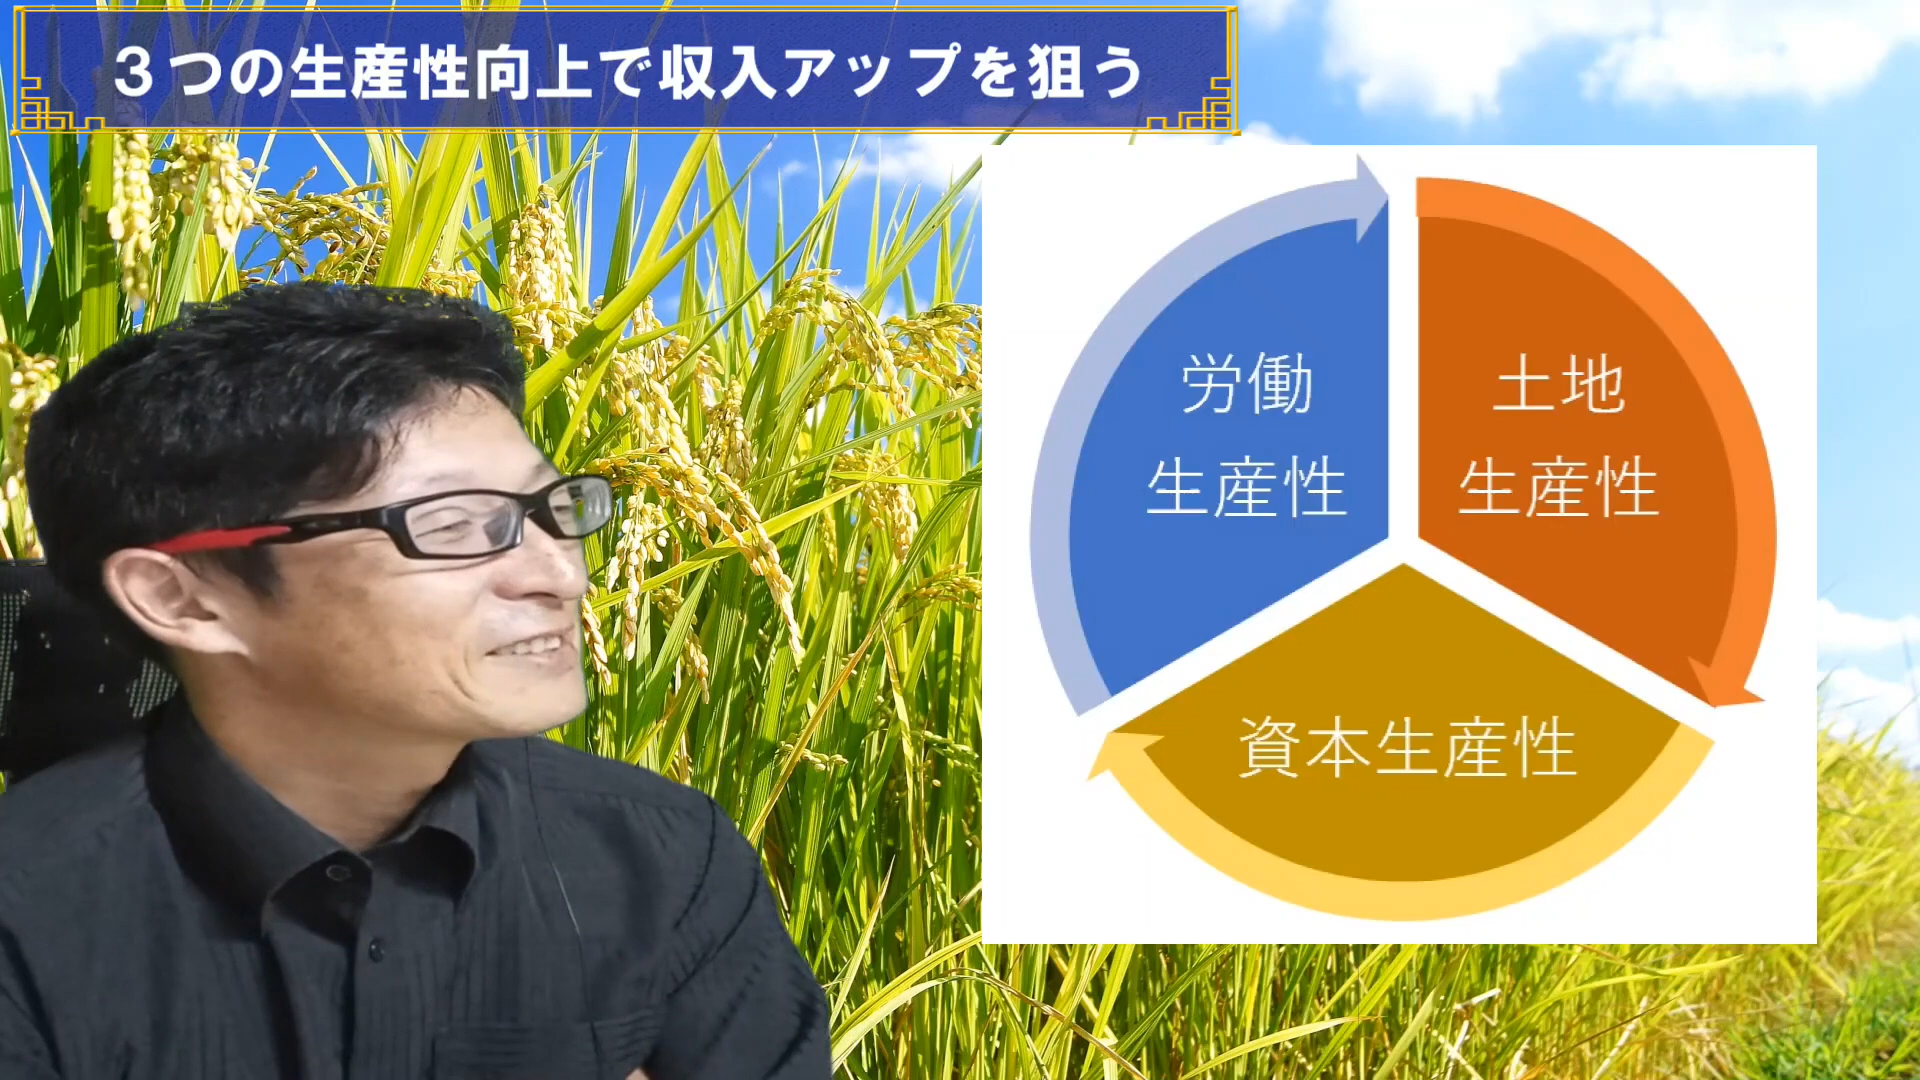 ３つの生産性向上で収入アップを狙う
労働
生産性
土地
生産性
資本生産性